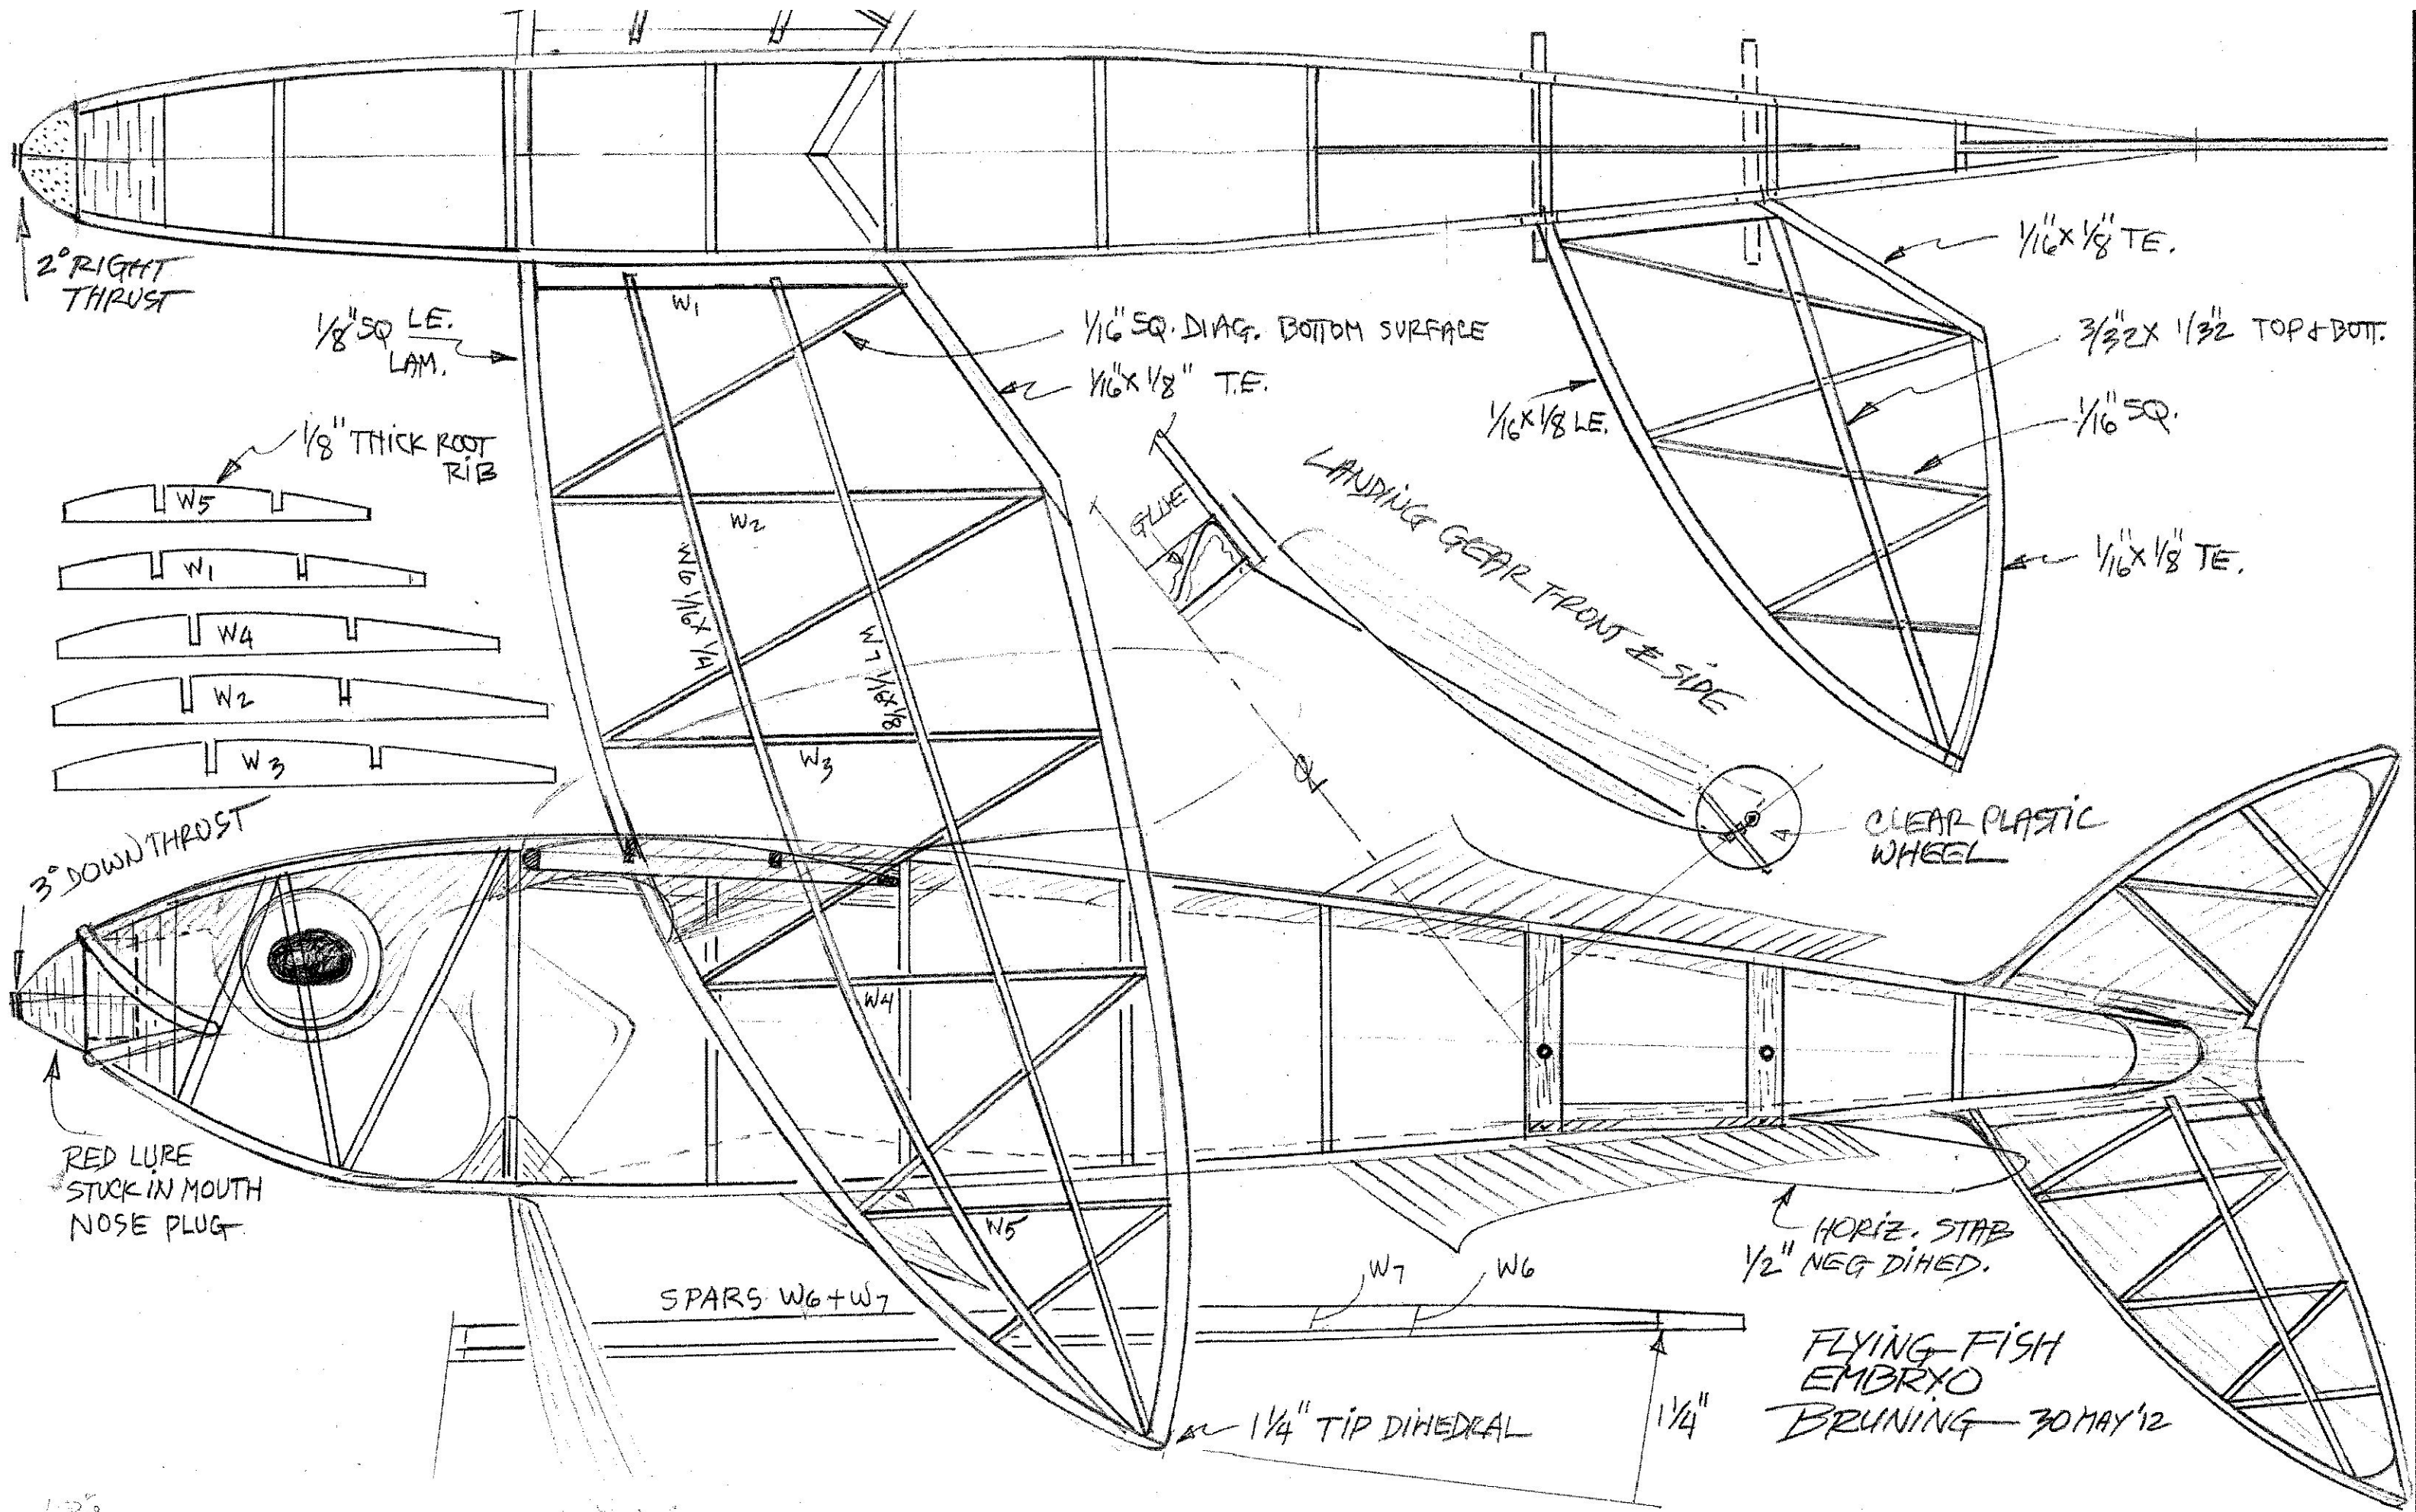 2° RIGHT
THRUST
1/8" SQ LE.
LAM.
1/8" THICK ROOT
RIB
W5
W1
W4
W2
W3
W1
W2
W3
W4
W5
W6 1/16 X 1/4
W7 1/16 X 1/8
1/16" SQ. DIAG. BOTTOM SURFACE
1/16" X 1/8" T.E.
1/16" X 1/8" TE.
3/32" X 1/32" TOP & BOTT.
1/16 X 1/8 LE.
1/16" SQ.
1/16" X 1/8" TE.
GLUE
LANDING GEAR FRONT & SIDE
CLEAR PLASTIC
WHEEL
3° DOWNTHRUST
RED LURE
STUCK IN MOUTH
NOSE PLUG
SPARS W6 + W7
W7
W6
HORIZ. STAB
1/2" NEG DIHED.
1 1/4" TIP DIHEDRAL
1 1/4"
FLYING FISH
EMBRYO
BRUNING — 30 MAY '12